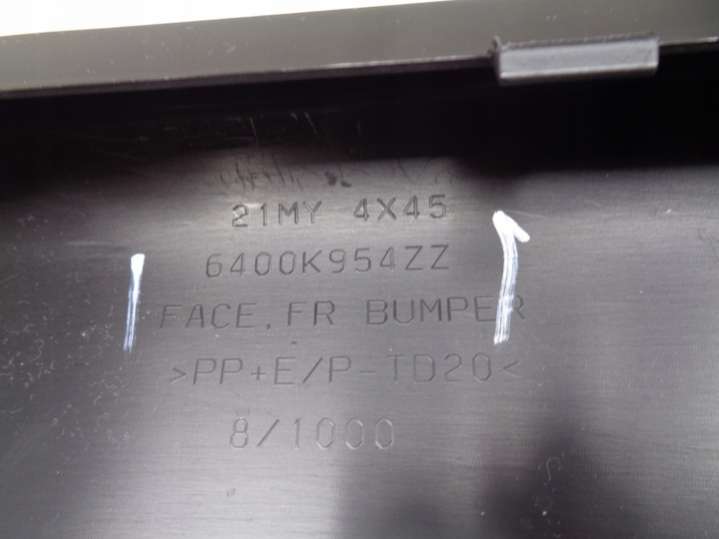 21MY 4X45
6400K954ZZ
FACE, FR BUMPER
>PP+E/P-TD20<
8/1000